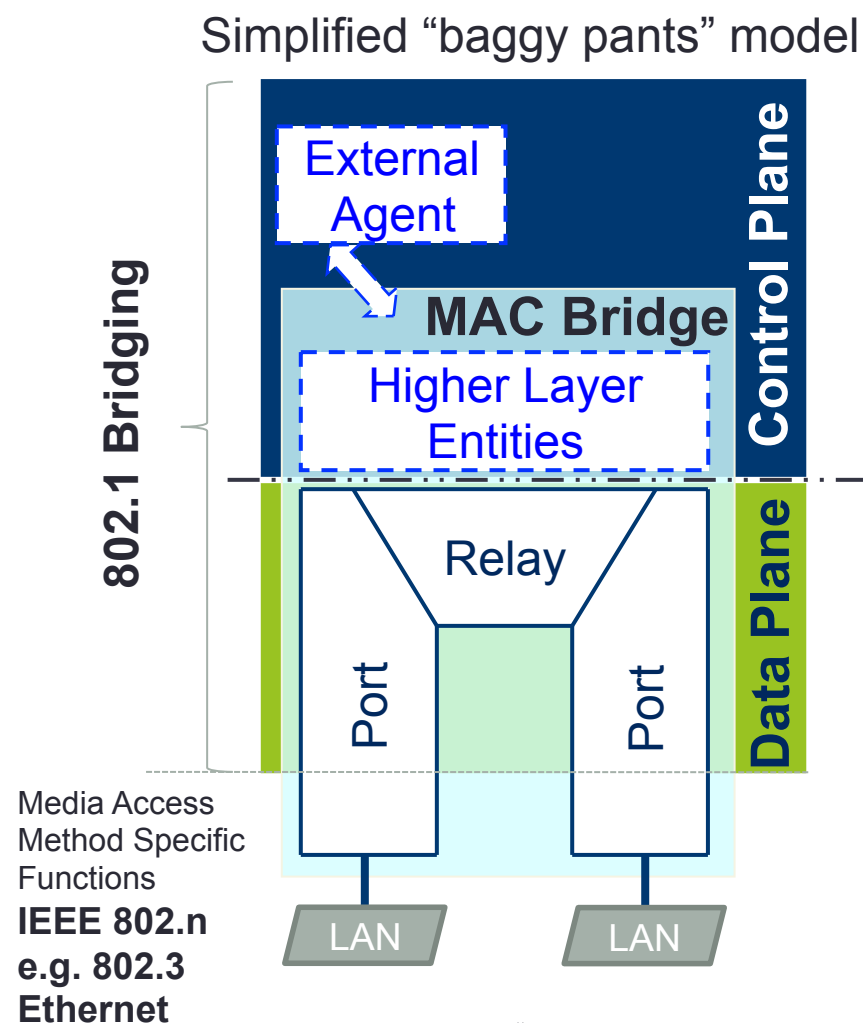 Simplified “baggy pants” model
External
Agent
Control Plane
MAC Bridge
802.1 Bridging
Higher Layer
Entities
Relay
Port
Port
Data Plane
Media Access
Method Specific
Functions
IEEE 802.n
e.g. 802.3
Ethernet
LAN
LAN